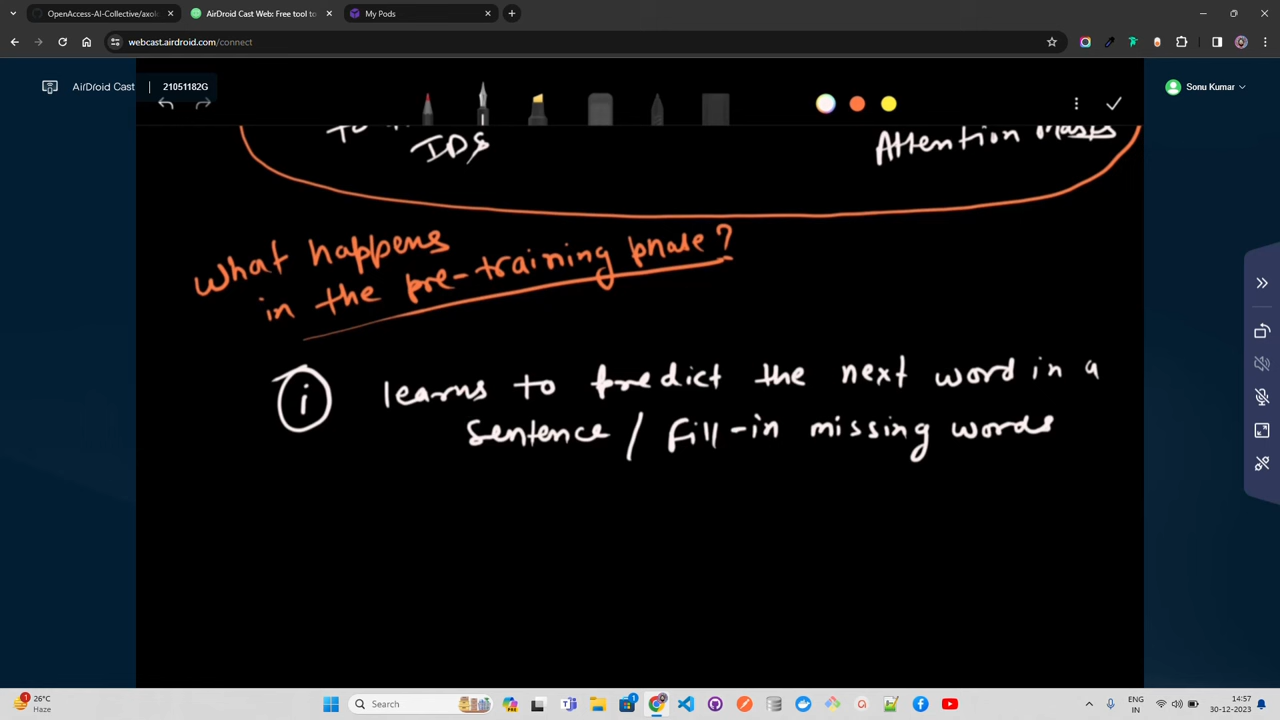 OpenAccess-AI-Collective/axolo
AirDroid Cast Web: Free tool to
My Pods
webcast.airdroid.com/connect
AirDroid Cast
21051182G
Sonu Kumar
IDs
Attention Masks
What happens
in the pre-training phase?
i learns to predict the next word in a
sentence / fill-in missing words
26°C
Haze
Search
ENG
IN
14:57
30-12-2023